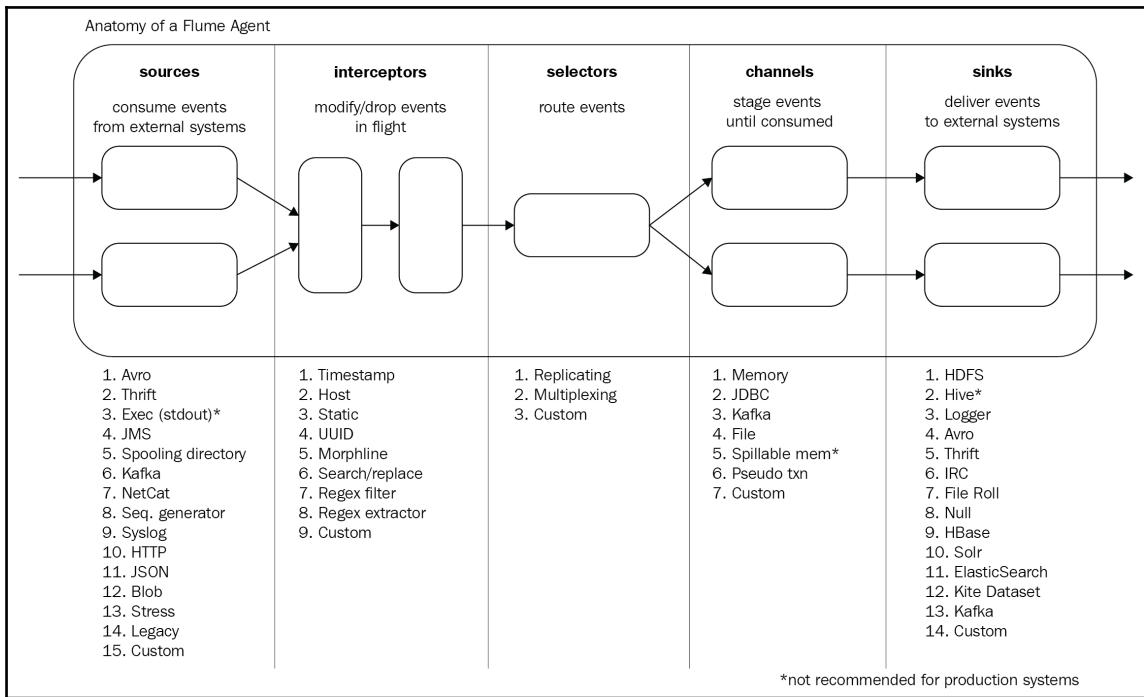 Anatomy of a Flume Agent
sources
consume events
from external systems
interceptors
modify/drop events
in flight
selectors
route events
channels
stage events
until consumed
sinks
deliver events
to external systems
1. Avro
2. Thrift
3. Exec (stdout)*
4. JMS
5. Spooling directory
6. Kafka
7. NetCat
8. Seq. generator
9. Syslog
10. HTTP
11. JSON
12. Blob
13. Stress
14. Legacy
15. Custom
1. Timestamp
2. Host
3. Static
4. UUID
5. Morphline
6. Search/replace
7. Regex filter
8. Regex extractor
9. Custom
1. Replicating
2. Multiplexing
3. Custom
1. Memory
2. JDBC
3. Kafka
4. File
5. Spillable mem*
6. Pseudo txn
7. Custom
1. HDFS
2. Hive*
3. Logger
4. Avro
5. Thrift
6. IRC
7. File Roll
8. Null
9. HBase
10. Solr
11. ElasticSearch
12. Kite Dataset
13. Kafka
14. Custom
*not recommended for production systems